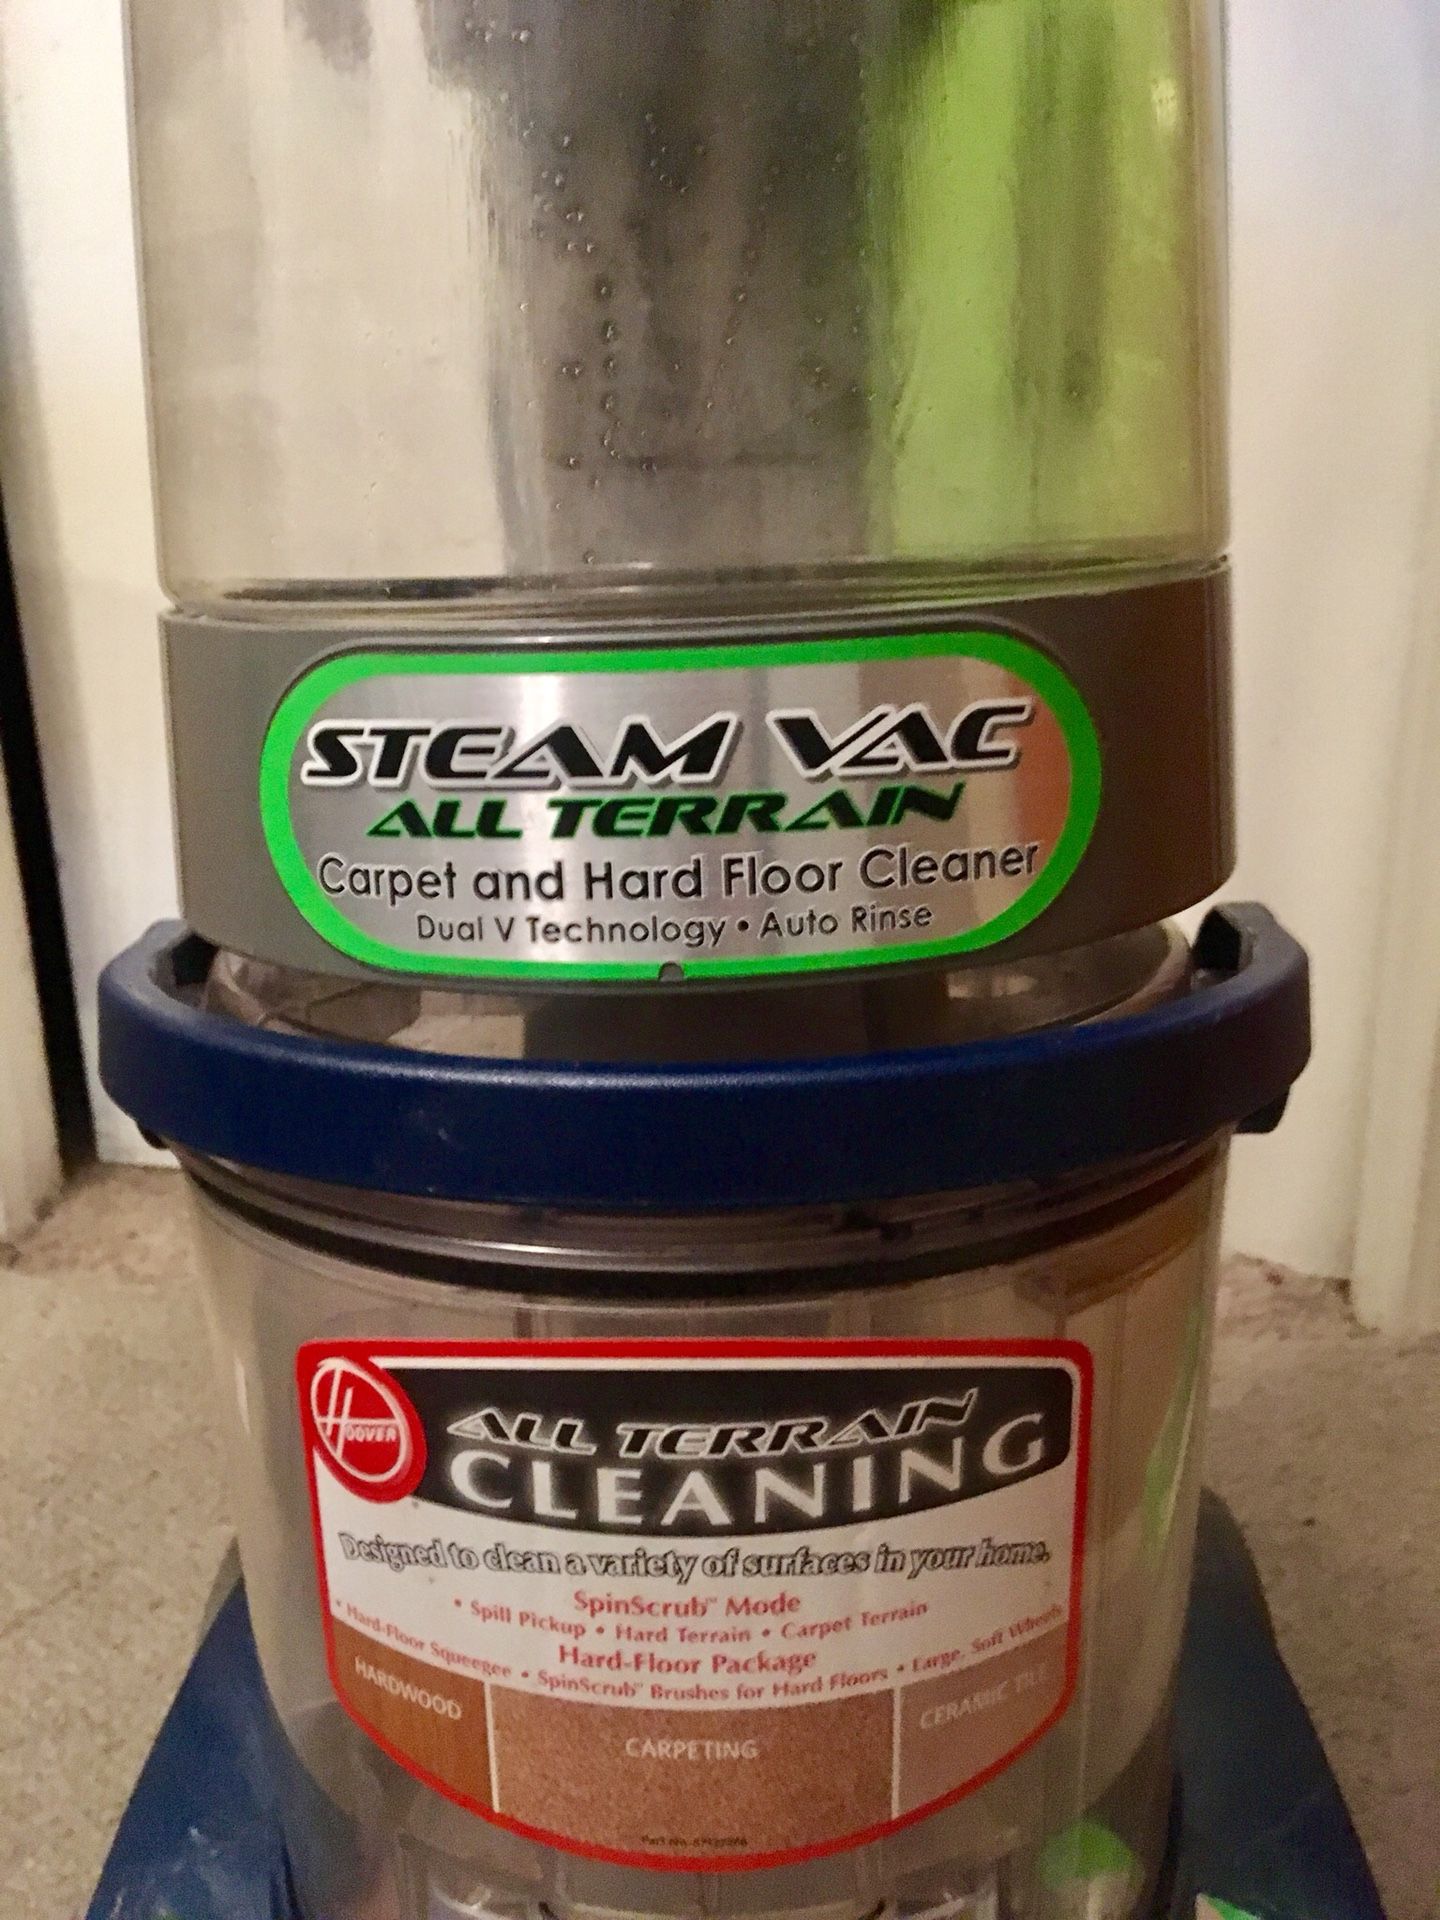 STEAM VAC
ALL TERRAIN
Carpet and Hard Floor Cleaner
Dual V Technology • Auto Rinse
HOOVER
ALL TERRAIN
CLEANING
Designed to clean a variety of surfaces in your home.
SpinScrub™ Mode
• Spill Pickup • Hard Terrain • Carpet Terrain
Hard-Floor Package
• Hard-Floor Squeegee • SpinScrub™ Brushes for Hard Floors • Large, Soft Wheels
HARDWOOD
CARPETING
CERAMIC TILE
Part No.